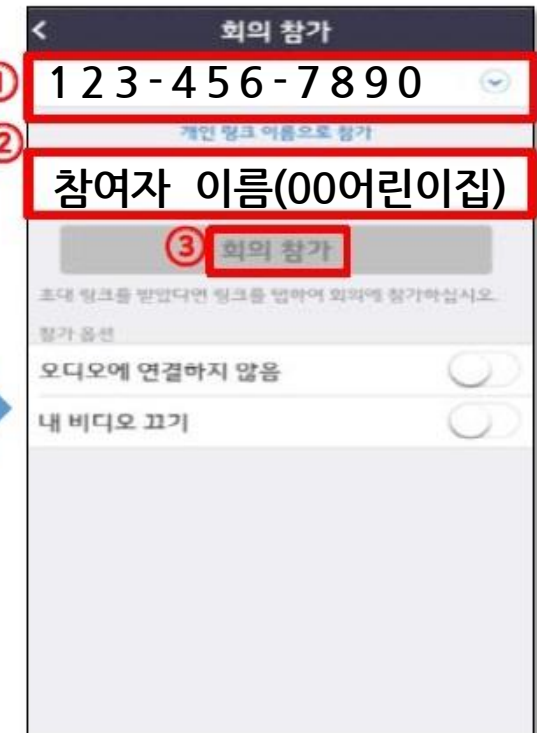 회의 참가
① 123-456-7890
개인 링크 이름으로 참가
② 참여자 이름(00어린이집)
③ 회의 참가
초대 링크를 받았다면 링크를 탭하여 회의에 참가하십시오.
참가 옵션
오디오에 연결하지 않음
내 비디오 끄기